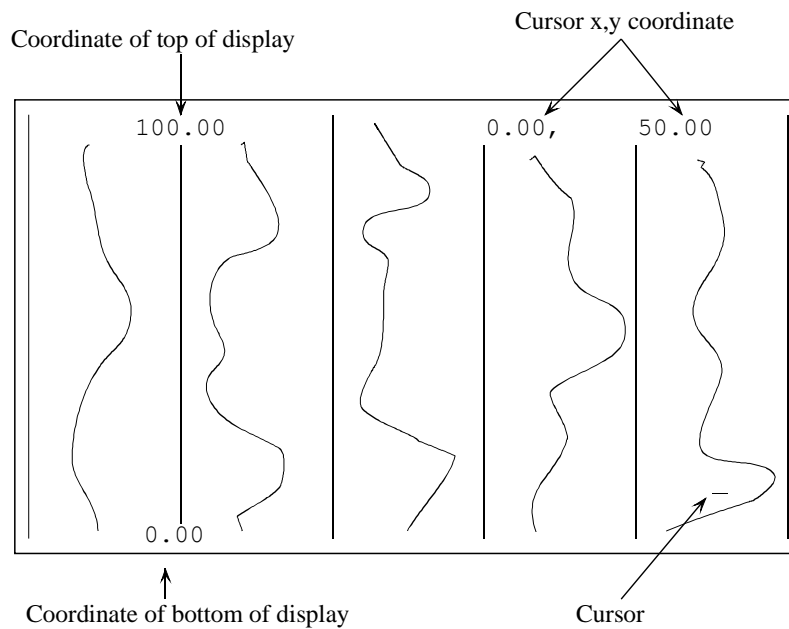 Cursor x,y coordinate
Coordinate of top of display
100.00 0.00, 50.00
0.00
Coordinate of bottom of display Cursor